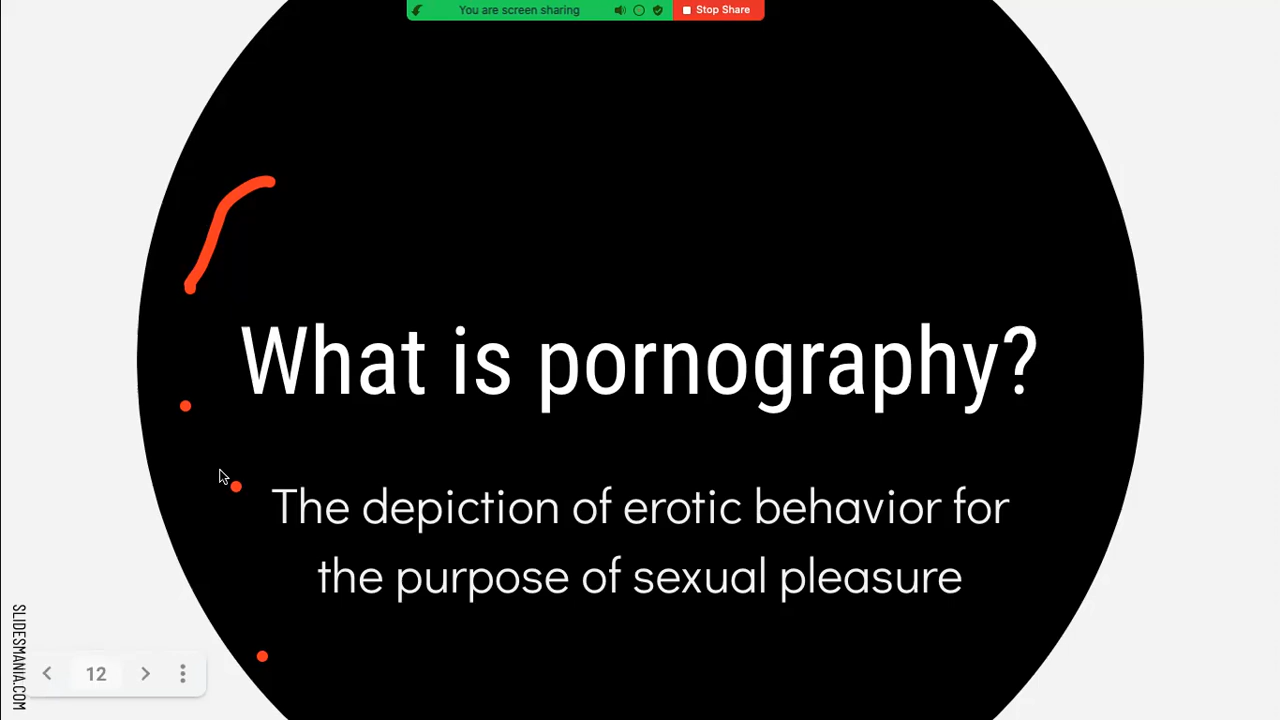 You are screen sharing Stop Share
What is pornography?
The depiction of erotic behavior for
the purpose of sexual pleasure
12
SLIDESMANIA.COM